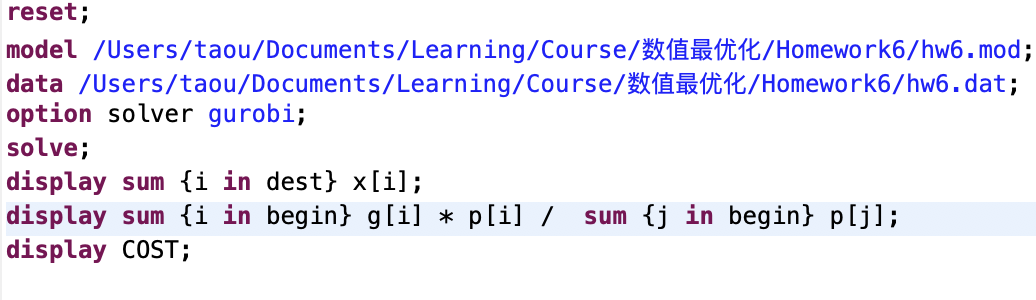 reset;
model /Users/taou/Documents/Learning/Course/数值最优化/Homework6/hw6.mod;
data /Users/taou/Documents/Learning/Course/数值最优化/Homework6/hw6.dat;
option solver gurobi;
solve;
display sum {i in dest} x[i];
display sum {i in begin} g[i] * p[i] /  sum {j in begin} p[j];
display COST;